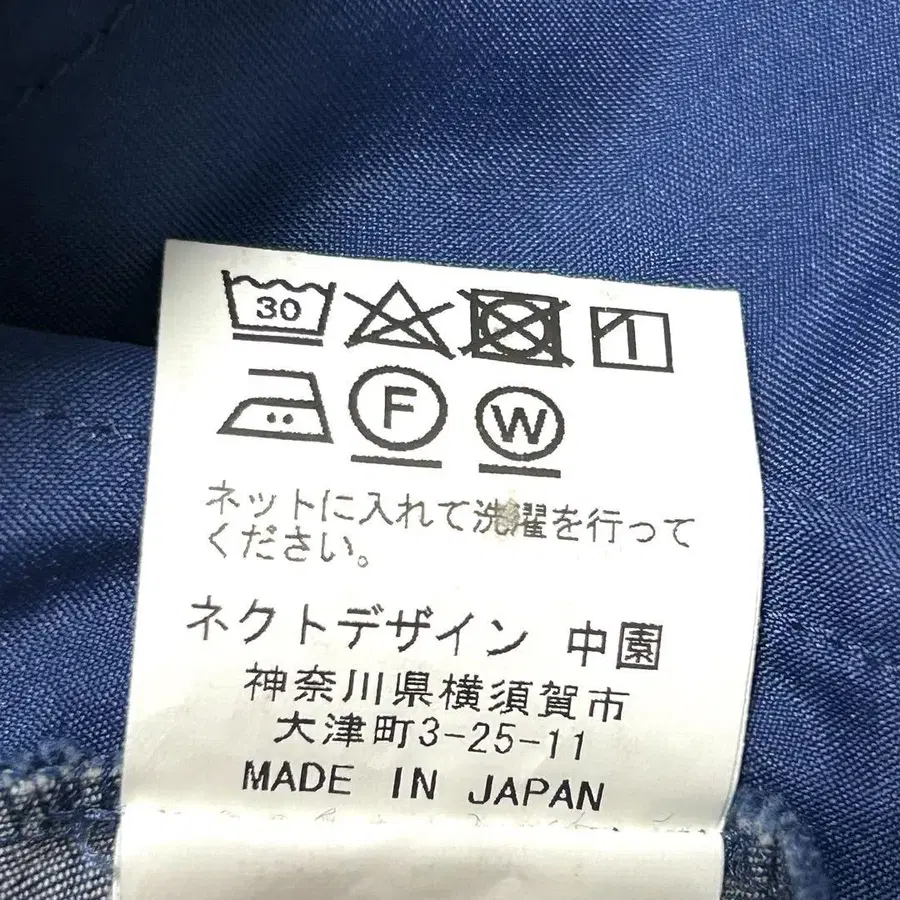 30
F W
ネットに入れて洗濯を行って
ください。
ネクトデザイン 中園
神奈川県横須賀市
大津町3-25-11
MADE IN JAPAN